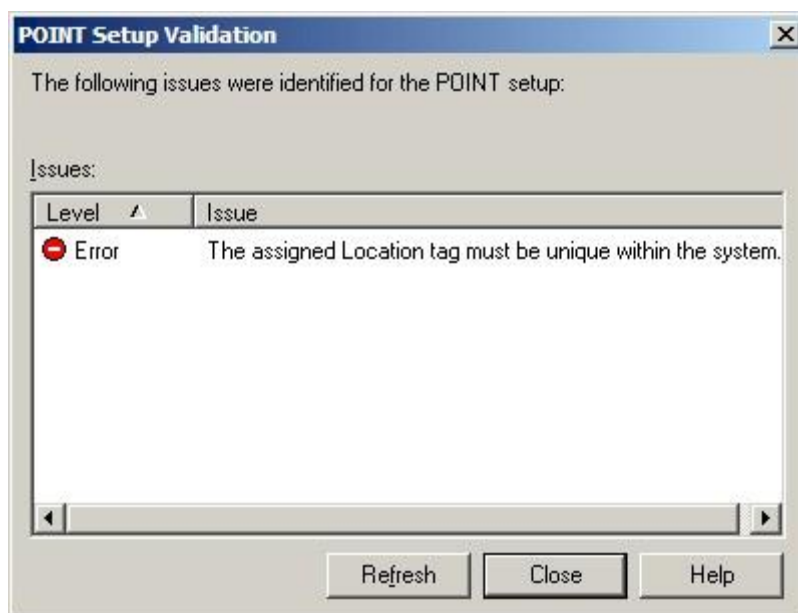 POINT Setup Validation
The following issues were identified for the POINT setup:
Issues:
Level Issue
Error The assigned Location tag must be unique within the system.
Refresh Close Help